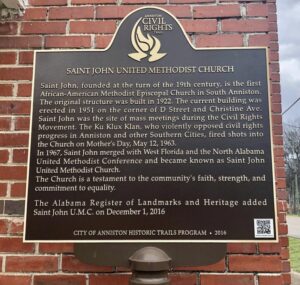 ANNISTON
CIVIL
RIGHTS
TRAIL
SAINT JOHN UNITED METHODIST CHURCH
Saint John, founded at the turn of the 19th century, is the first
African-American Methodist Episcopal Church in South Anniston.
The original structure was built in 1922. The current building was
erected in 1951 on the corner of D Street and Christine Ave.
Saint John was the site of mass meetings during the Civil Rights
Movement. The Ku Klux Klan, who violently opposed civil rights
progress in Anniston and other Southern Cities, fired shots into
the Church on Mother's Day, May 12, 1963.
In 1967, Saint John merged with West Florida and the North Alabama
United Methodist Conference and became known as Saint John
United Methodist Church.
The Church is a testament to the community's faith, strength, and
commitment to equality.
The Alabama Register of Landmarks and Heritage added
Saint John U.M.C. on December 1, 2016
CITY OF ANNISTON HISTORIC TRAILS PROGRAM • 2016